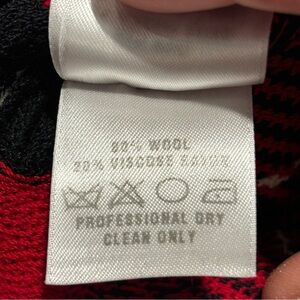 80% WOOL
20% VISCOSE RAYON
PROFESSIONAL DRY
CLEAN ONLY